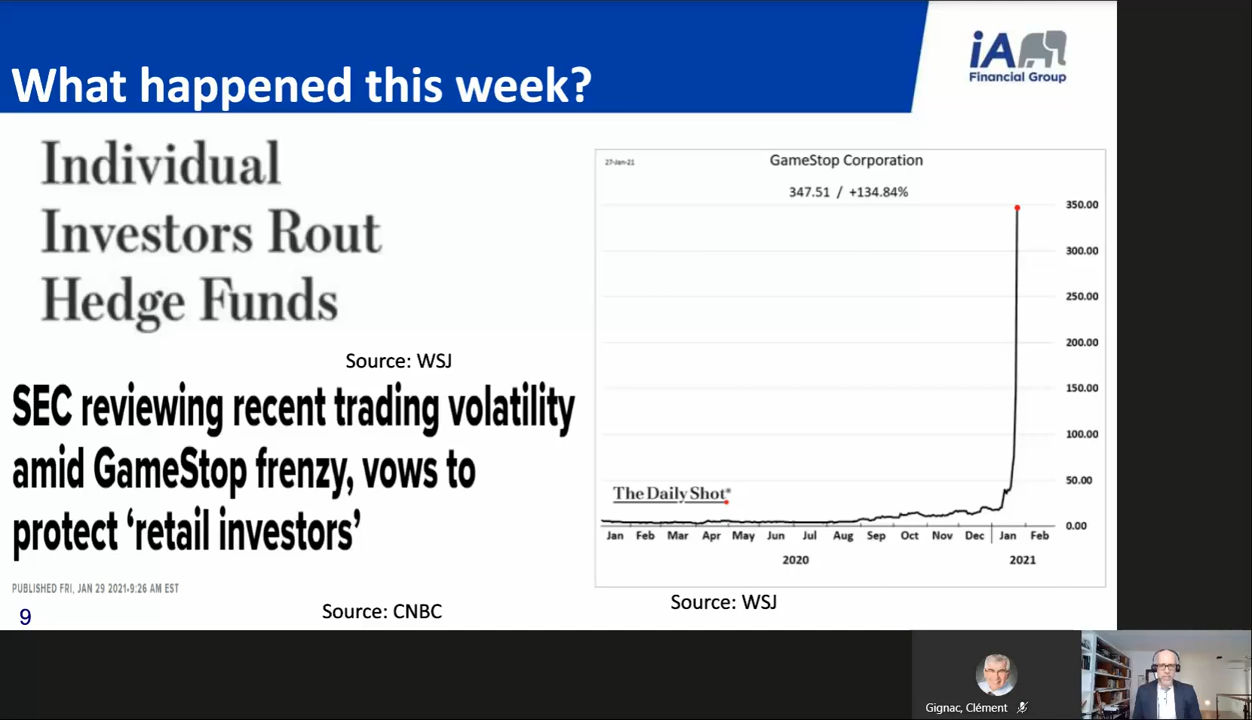 What happened this week?
iA
Financial Group
Individual
Investors Rout
Hedge Funds
Source: WSJ
SEC reviewing recent trading volatility
amid GameStop frenzy, vows to
protect ‘retail investors’
PUBLISHED FRI, JAN 29 2021•9:26 AM EST
Source: CNBC
9
27-Jan-21
GameStop Corporation
347.51 / +134.84%
350.00
300.00
250.00
200.00
150.00
100.00
50.00
0.00
The Daily Shot®
Jan Feb Mar Apr May Jun Jul Aug Sep Oct Nov Dec Jan Feb
2020 2021
Source: WSJ
Gignac, Clément